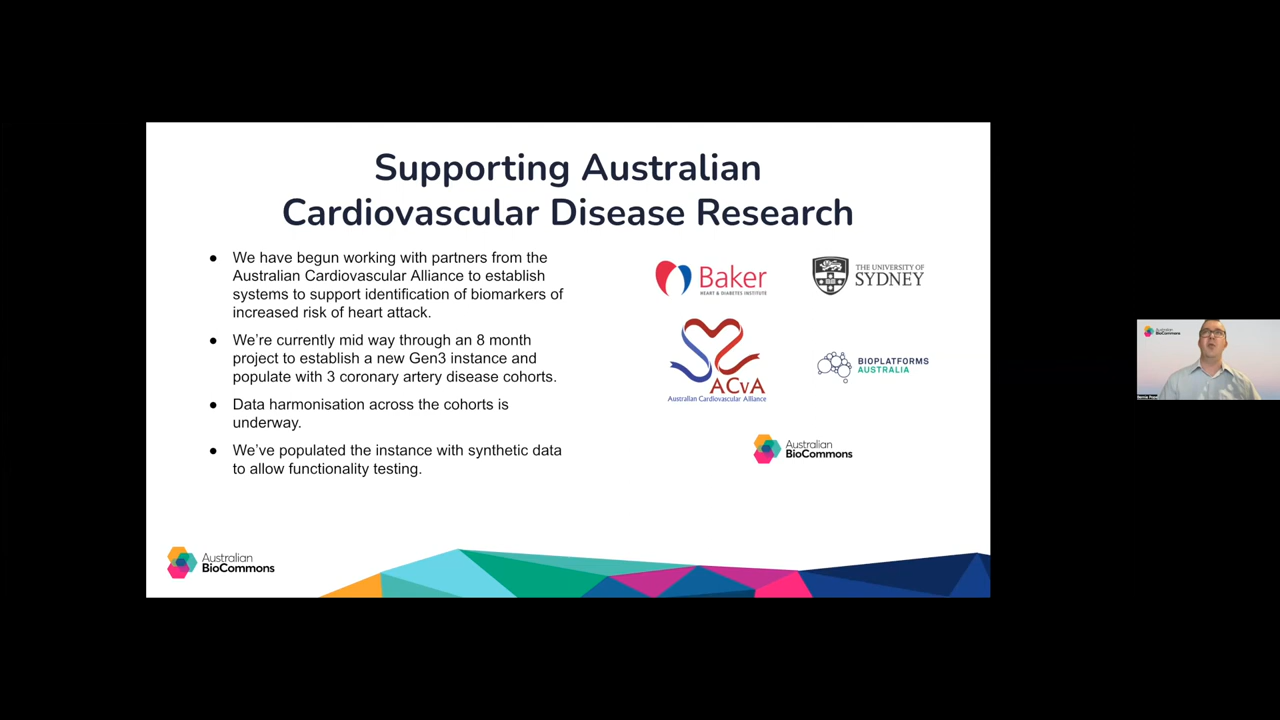 Supporting Australian
Cardiovascular Disease Research
● We have begun working with partners from the
Australian Cardiovascular Alliance to establish
systems to support identification of biomarkers of
increased risk of heart attack.
● We’re currently mid way through an 8 month
project to establish a new Gen3 instance and
populate with 3 coronary artery disease cohorts.
● Data harmonisation across the cohorts is
underway.
● We’ve populated the instance with synthetic data
to allow functionality testing.
Baker
HEART & DIABETES INSTITUTE
THE UNIVERSITY OF
SYDNEY
ACvA
Australian Cardiovascular Alliance
BIOPLATFORMS
AUSTRALIA
Australian
BioCommons
Australian
BioCommons
Australian
BioCommons